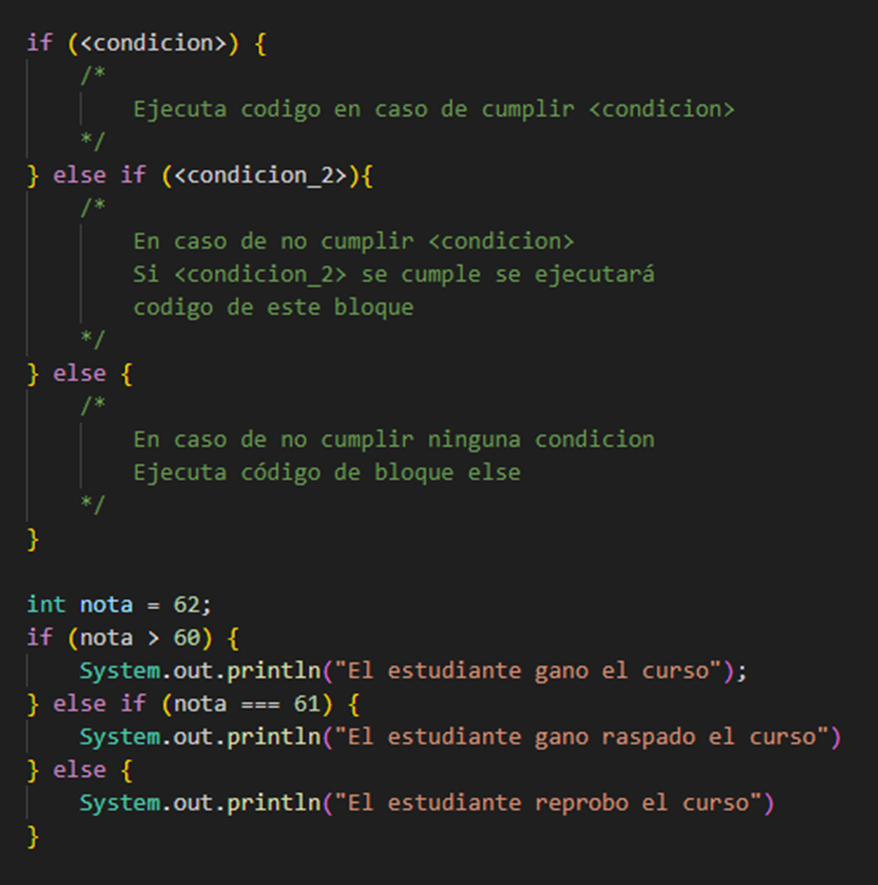 if (<condicion>) {
    /*
        Ejecuta codigo en caso de cumplir <condicion>
    */
} else if (<condicion_2>){
    /*
        En caso de no cumplir <condicion>
        Si <condicion_2> se cumple se ejecutará
        codigo de este bloque
    */
} else {
    /*
        En caso de no cumplir ninguna condicion
        Ejecuta código de bloque else
    */
}

int nota = 62;
if (nota > 60) {
    System.out.println("El estudiante gano el curso");
} else if (nota === 61) {
    System.out.println("El estudiante gano raspado el curso")
} else {
    System.out.println("El estudiante reprobo el curso")
}